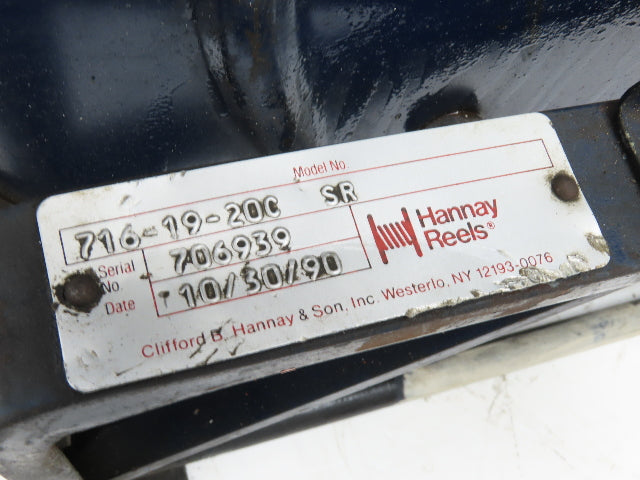 Model No.
716-19-20C SR
Serial No. 706939
Date 10/30/90
Hannay Reels®
Clifford B. Hannay & Son, Inc. Westerlo, NY 12193-0076